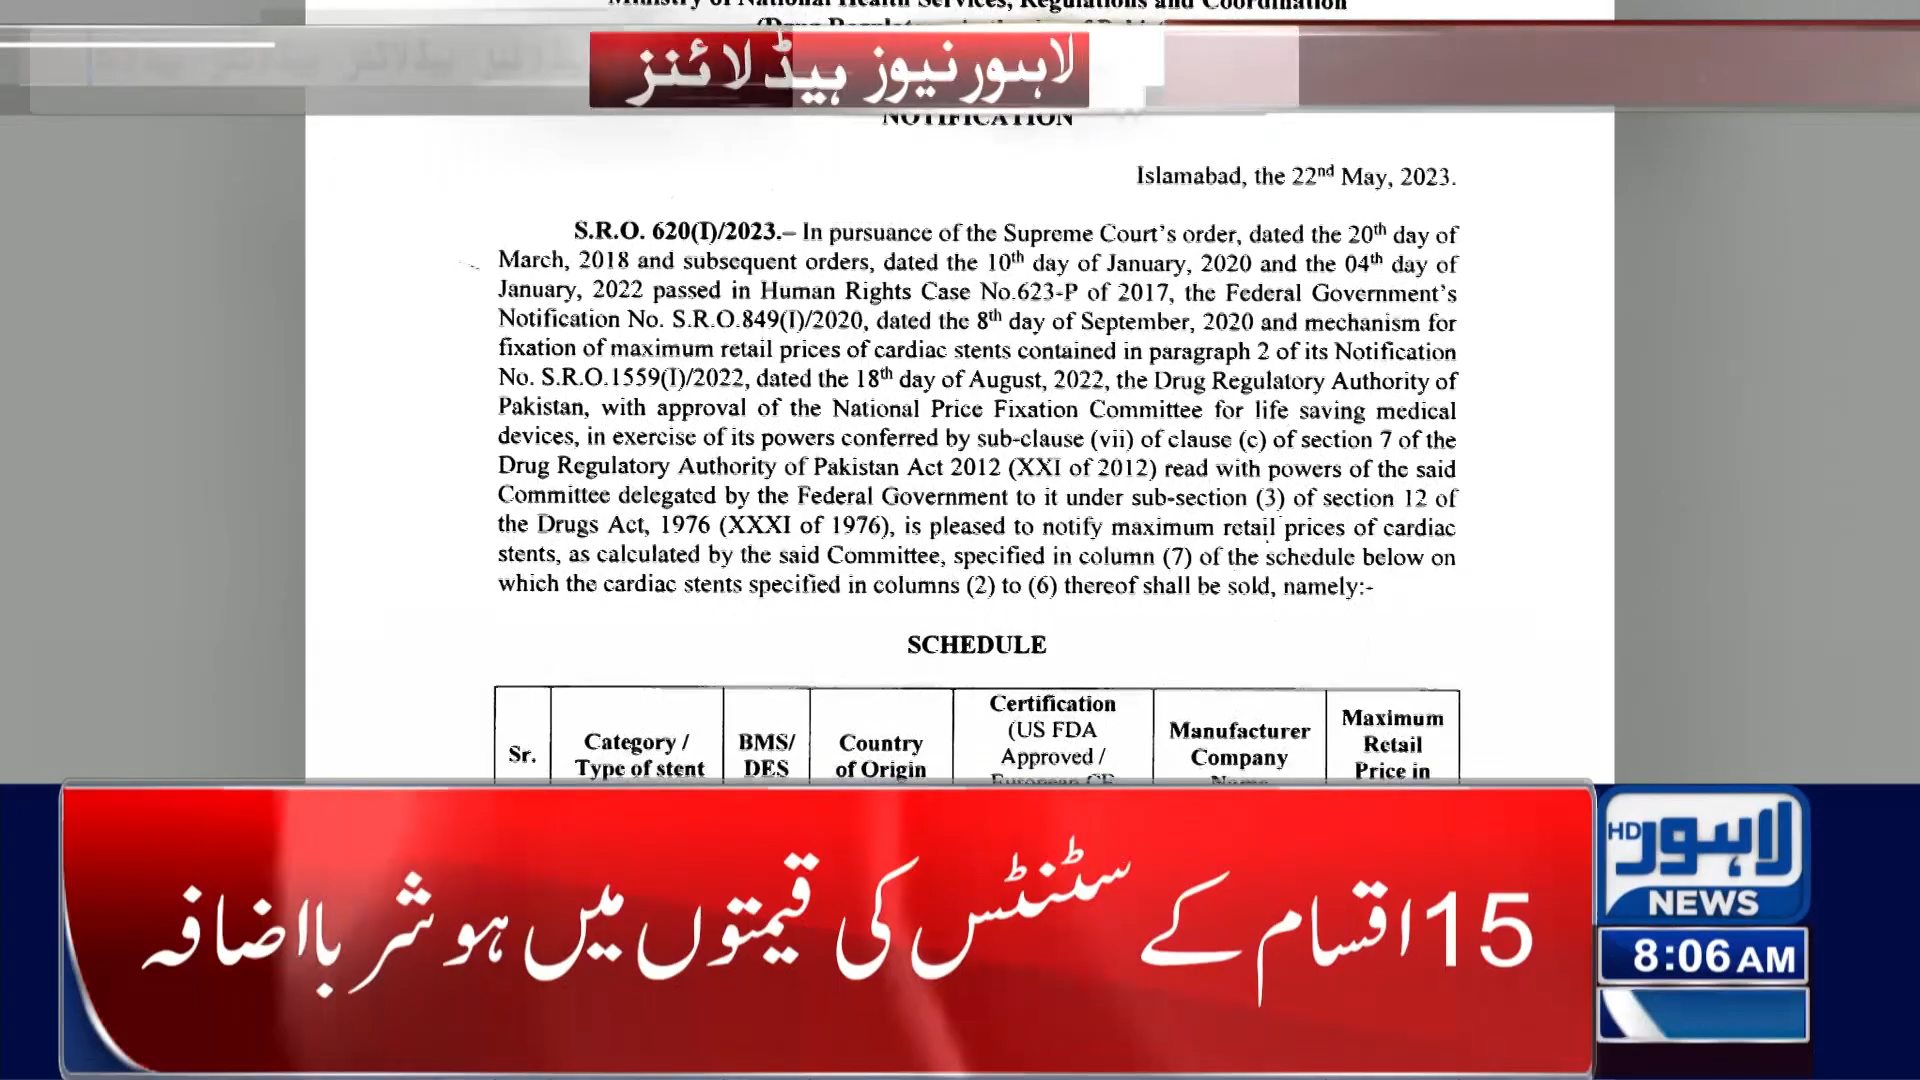 Ministry of National Health Services, Regulations and Coordination
لاہور نیوز ہیڈلائنز
NOTIFICATION
Islamabad, the 22nd May, 2023.
S.R.O. 620(I)/2023.– In pursuance of the Supreme Court's order, dated the 20th day of
March, 2018 and subsequent orders, dated the 10th day of January, 2020 and the 04th day of
January, 2022 passed in Human Rights Case No.623-P of 2017, the Federal Government's
Notification No. S.R.O.849(I)/2020, dated the 8th day of September, 2020 and mechanism for
fixation of maximum retail prices of cardiac stents contained in paragraph 2 of its Notification
No. S.R.O.1559(I)/2022, dated the 18th day of August, 2022, the Drug Regulatory Authority of
Pakistan, with approval of the National Price Fixation Committee for life saving medical
devices, in exercise of its powers conferred by sub-clause (vii) of clause (c) of section 7 of the
Drug Regulatory Authority of Pakistan Act 2012 (XXI of 2012) read with powers of the said
Committee delegated by the Federal Government to it under sub-section (3) of section 12 of
the Drugs Act, 1976 (XXXI of 1976), is pleased to notify maximum retail prices of cardiac
stents, as calculated by the said Committee, specified in column (7) of the schedule below on
which the cardiac stents specified in columns (2) to (6) thereof shall be sold, namely:-
SCHEDULE
Sr.
Category /
Type of stent
BMS/
DES
Country
of Origin
Certification
(US FDA
Approved /
European CE
Manufacturer
Company
Name
Maximum
Retail
Price in
15 اقسام کے سٹنٹس کی قیمتوں میں ہوشربا اضافہ
لاہور HD
NEWS
8:06 AM